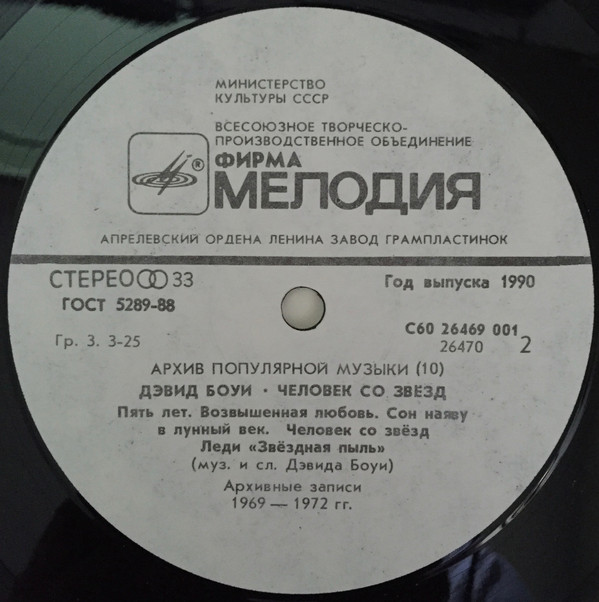 МИНИСТЕРСТВО
КУЛЬТУРЫ СССР
ВСЕСОЮЗНОЕ ТВОРЧЕСКО-
ПРОИЗВОДСТВЕННОЕ ОБЪЕДИНЕНИЕ
®
ФИРМА
МЕЛОДИЯ
АПРЕЛЕВСКИЙ ОРДЕНА ЛЕНИНА ЗАВОД ГРАМПЛАСТИНОК
СТЕРЕО 33
Год выпуска 1990
ГОСТ 5289-88
С60 26469 001
Гр. 3. 3-25
26470 2
АРХИВ ПОПУЛЯРНОЙ МУЗЫКИ (10)
ДЭВИД БОУИ · ЧЕЛОВЕК СО ЗВЁЗД
Пять лет. Возвышенная любовь. Сон наяву
в лунный век. Человек со звёзд
Леди «Звёздная пыль»
(муз. и сл. Дэвида Боуи)
Архивные записи
1969 — 1972 гг.